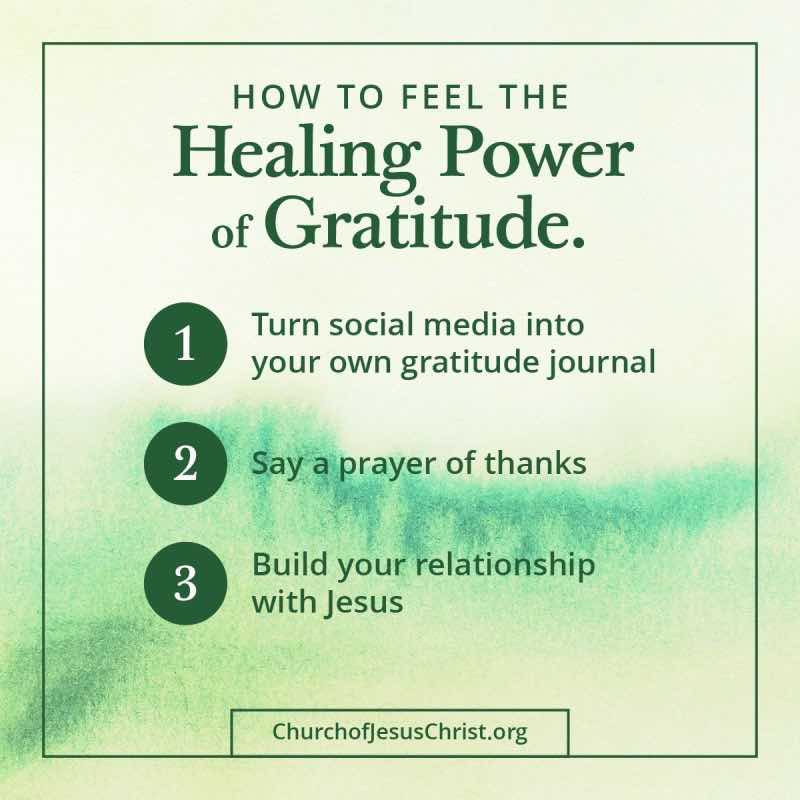 HOW TO FEEL THE
Healing Power
of Gratitude.
1
Turn social media into
your own gratitude journal
2
Say a prayer of thanks
3
Build your relationship
with Jesus
ChurchofJesusChrist.org